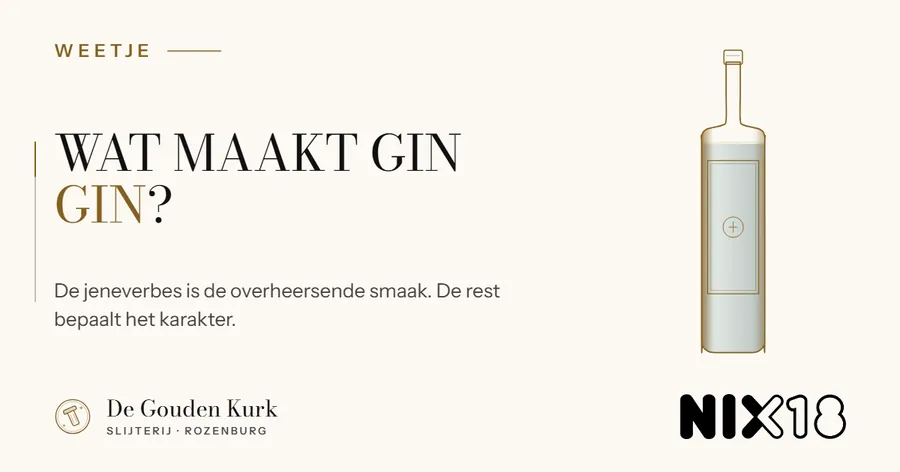 WEETJE
WAT MAAKT GIN
GIN?
De jeneverbes is de overheersende smaak. De rest
bepaalt het karakter.
De Gouden Kurk
SLIJTERIJ · ROZENBURG
NIX18